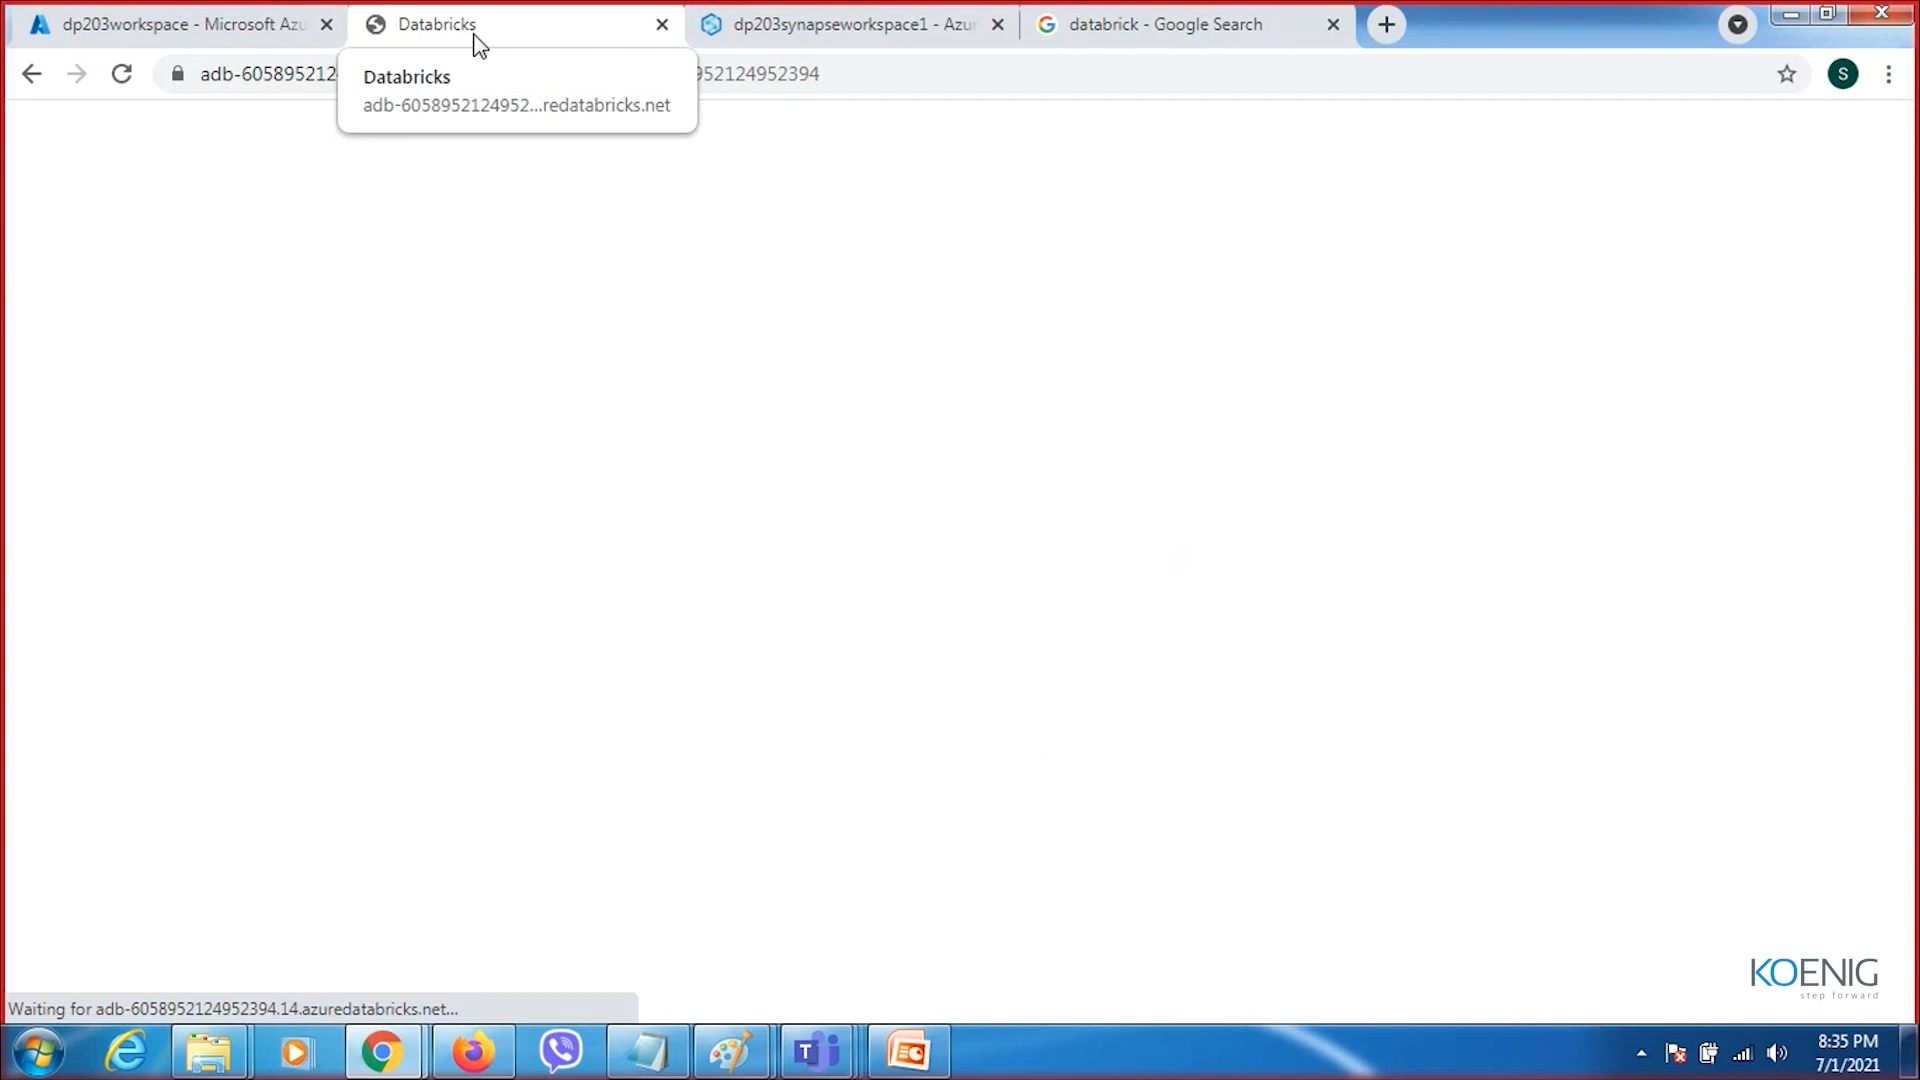 dp203workspace - Microsoft Azu
Databricks
dp203synapseworkspace1 - Azur
databrick - Google Search
adb-605895212
952124952394
S
Databricks
adb-6058952124952...redatabricks.net
KOENIG
step forward
Waiting for adb-6058952124952394.14.azuredatabricks.net...
8:35 PM
7/1/2021